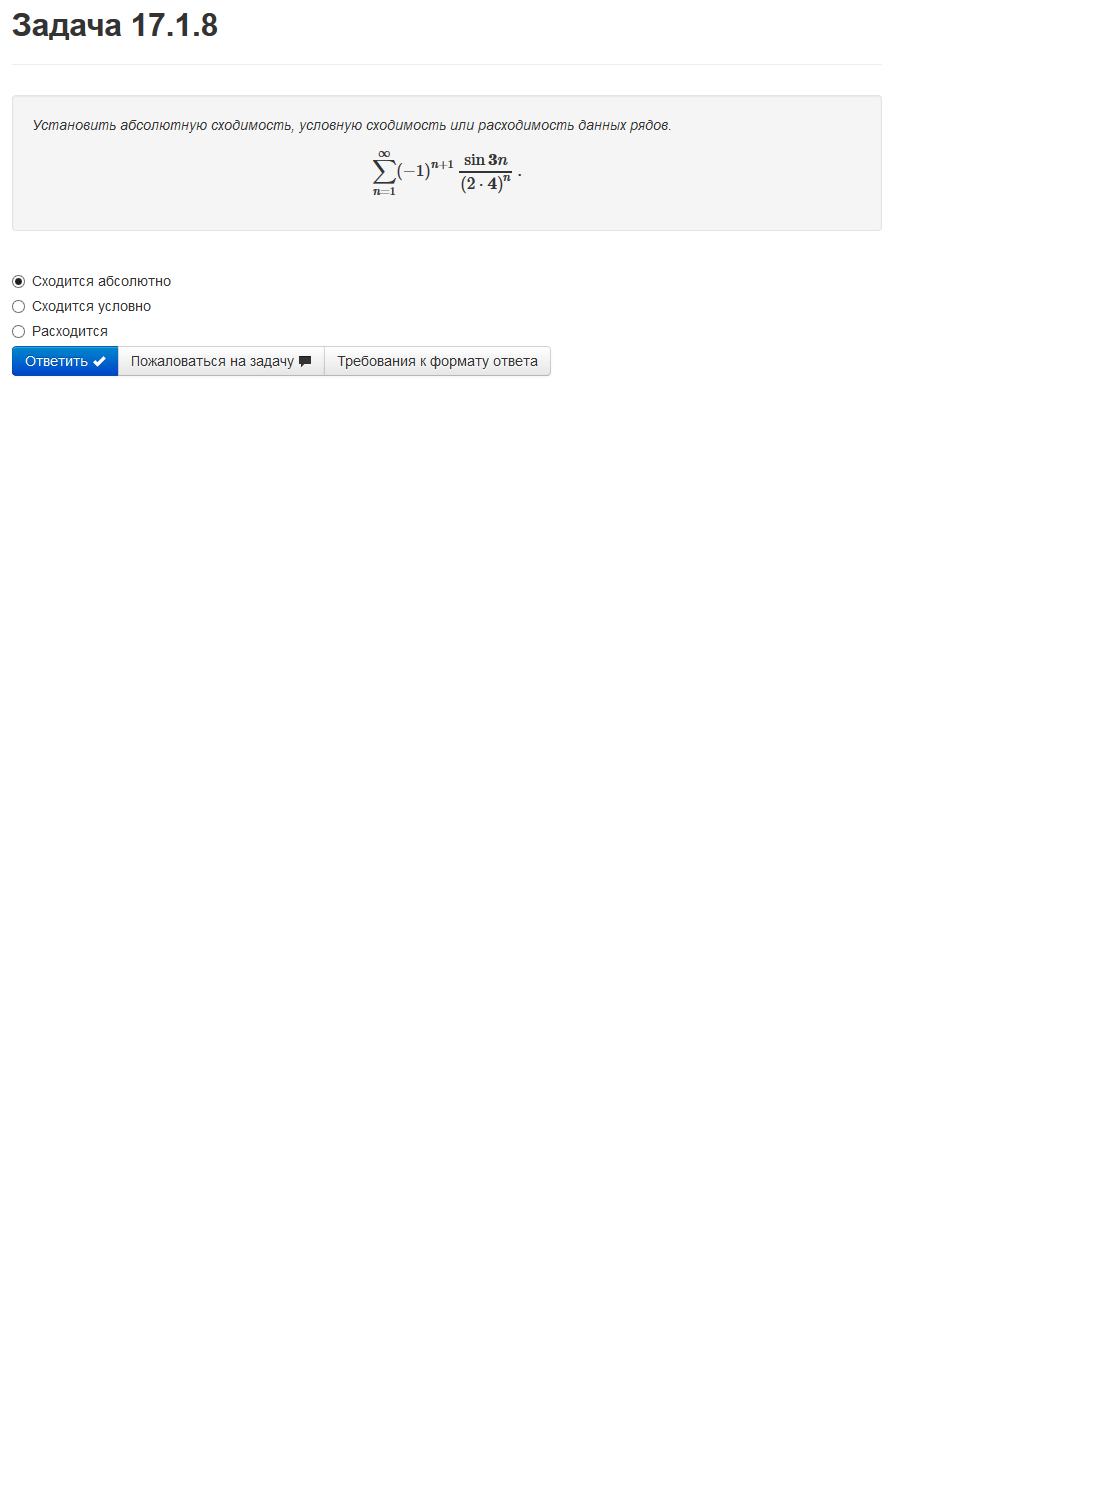 Задача 17.1.8
Установить абсолютную сходимость, условную сходимость или расходимость данных рядов.
$\sum_{n=1}^{\infty} (-1)^{n+1} \frac{\sin 3n}{(2 \cdot 4)^n}.$
Сходится абсолютно
Сходится условно
Расходится
Ответить Пожаловаться на задачу Требования к формату ответа